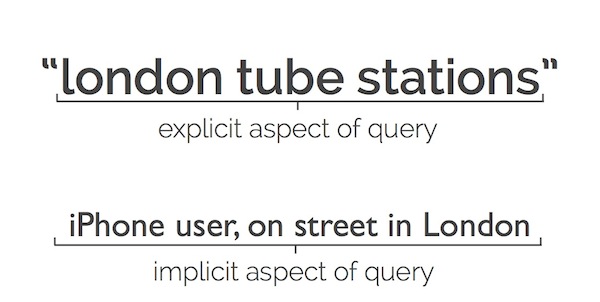 “london tube stations”
explicit aspect of query
iPhone user, on street in London
implicit aspect of query